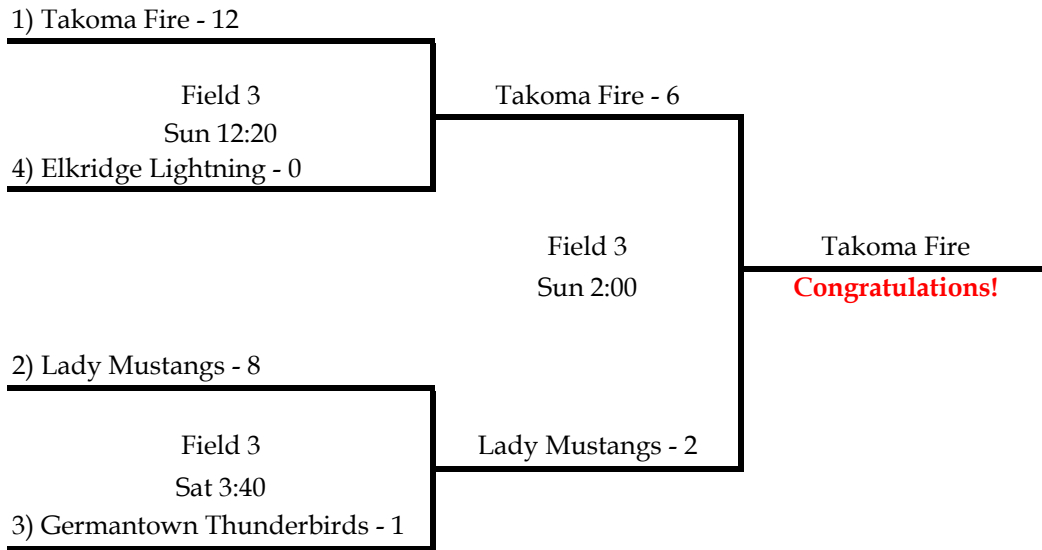 1) Takoma Fire - 12
Field 3
Sun 12:20
4) Elkridge Lightning - 0
Takoma Fire - 6
Field 3
Sun 2:00
Takoma Fire
Congratulations!
2) Lady Mustangs - 8
Field 3
Sat 3:40
3) Germantown Thunderbirds - 1
Lady Mustangs - 2